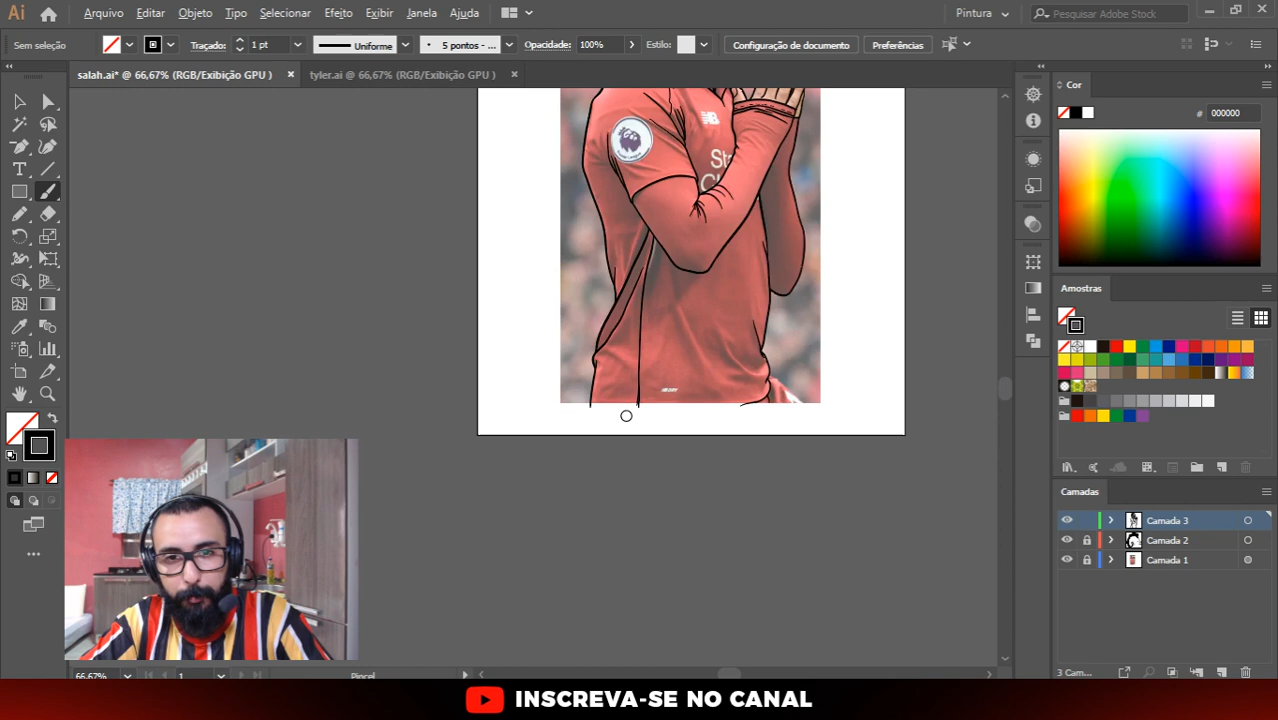 Ai Arquivo Editar Objeto Tipo Selecionar Efeito Exibir Janela Ajuda Pintura Pesquisar Adobe Stock
Sem seleção Traçado: 1 pt Uniforme 5 pontos - ... Opacidade: 100% Estilo: Configuração de documento Preferências
salah.ai* @ 66,67% (RGB/Exibição GPU ) × tyler.ai @ 66,67% (RGB/Exibição GPU ) ×
Cor
# 000000
NB
St
C
Amostras
Camadas
Camada 3
Camada 2
Camada 1
66,67% 1 Pincel
3 Cam...
INSCREVA-SE NO CANAL